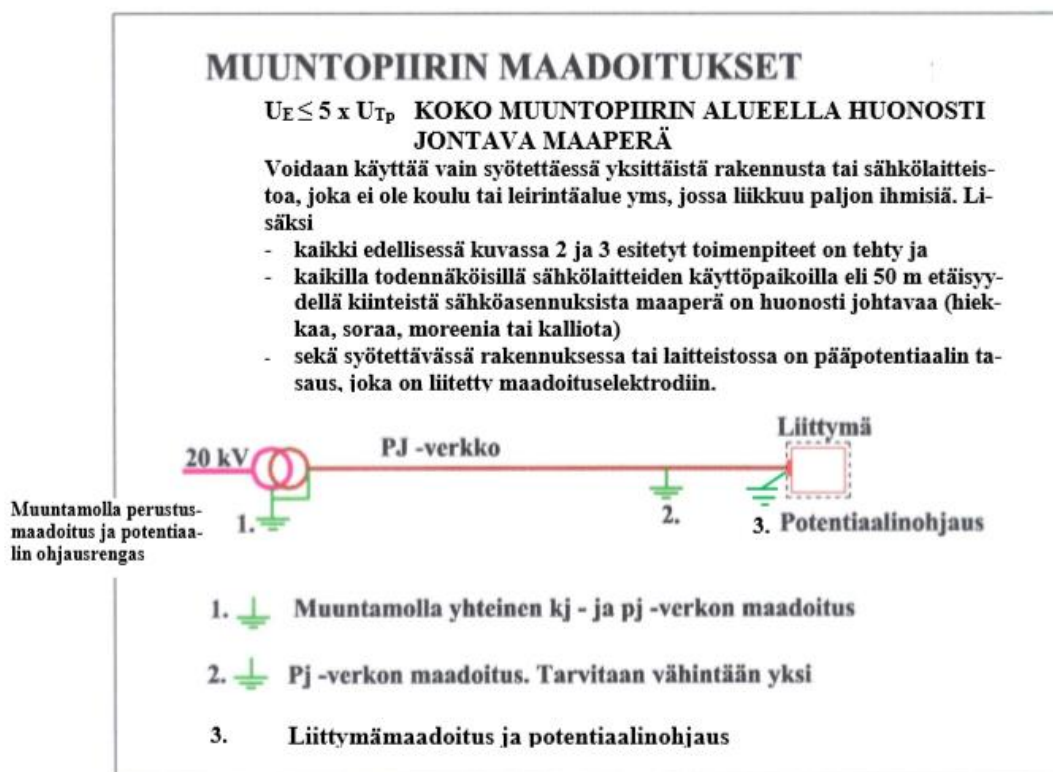 MUUNTOPIIRIN MAADOITUKSET
UE ≤ 5 x UTp KOKO MUUNTOPIIRIN ALUEELLA HUONOSTI
JONTAVA MAAPERÄ
Voidaan käyttää vain syötettäessä yksittäistä rakennusta tai sähkölaitteis-
toa, joka ei ole koulu tai leirintäalue yms, jossa liikkuu paljon ihmisiä. Li-
säksi
- kaikki edellisessä kuvassa 2 ja 3 esitetyt toimenpiteet on tehty ja
- kaikilla todennäköisillä sähkölaitteiden käyttöpaikoilla eli 50 m etäisyy-
dellä kiinteistä sähköasennuksista maaperä on huonosti johtavaa (hiek-
kaa, soraa, moreenia tai kalliota)
- sekä syötettävässä rakennuksessa tai laitteistossa on pääpotentiaalin ta-
saus, joka on liitetty maadoituselektrodiin.
Liittymä
20 kV
PJ -verkko
Muuntamolla perustus-
maadoitus ja potentiaa-
lin ohjausrengas
1.
2.
3. Potentiaalinohjaus
1. Muuntamolla yhteinen kj - ja pj -verkon maadoitus
2. Pj -verkon maadoitus. Tarvitaan vähintään yksi
3. Liittymämaadoitus ja potentiaalinohjaus